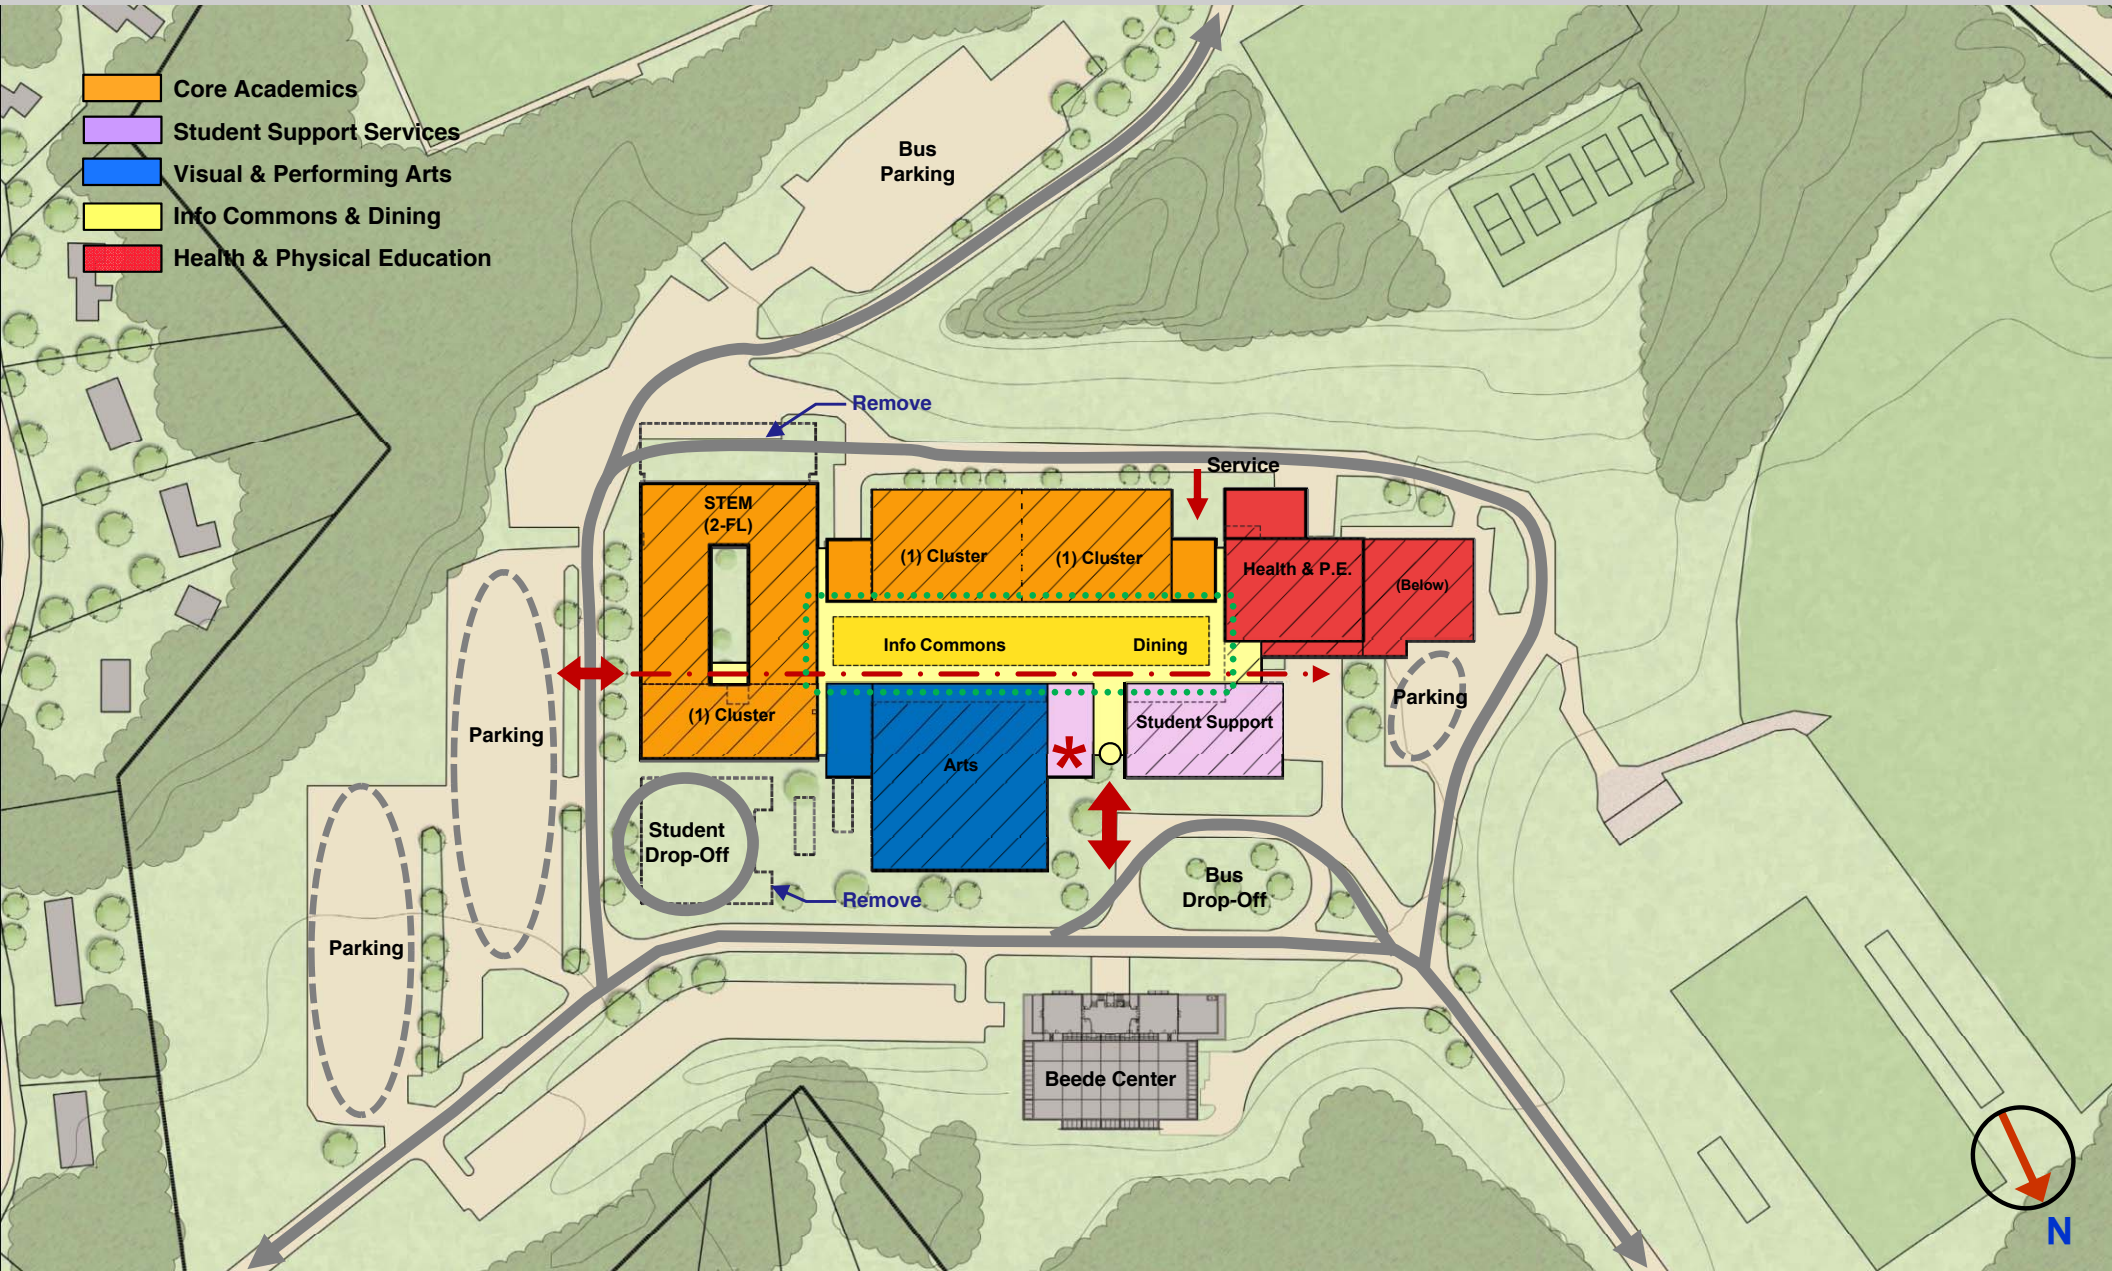 Core Academics
Student Support Services
Visual & Performing Arts
Info Commons & Dining
Health & Physical Education
Bus
Parking
Remove
Service
STEM
(2-FL)
(1) Cluster
(1) Cluster
Health & P.E.
(Below)
Info Commons
Dining
(1) Cluster
Student Support
Parking
Parking
*
Arts
Student
Drop-Off
Bus
Drop-Off
Remove
Parking
Beede Center
N